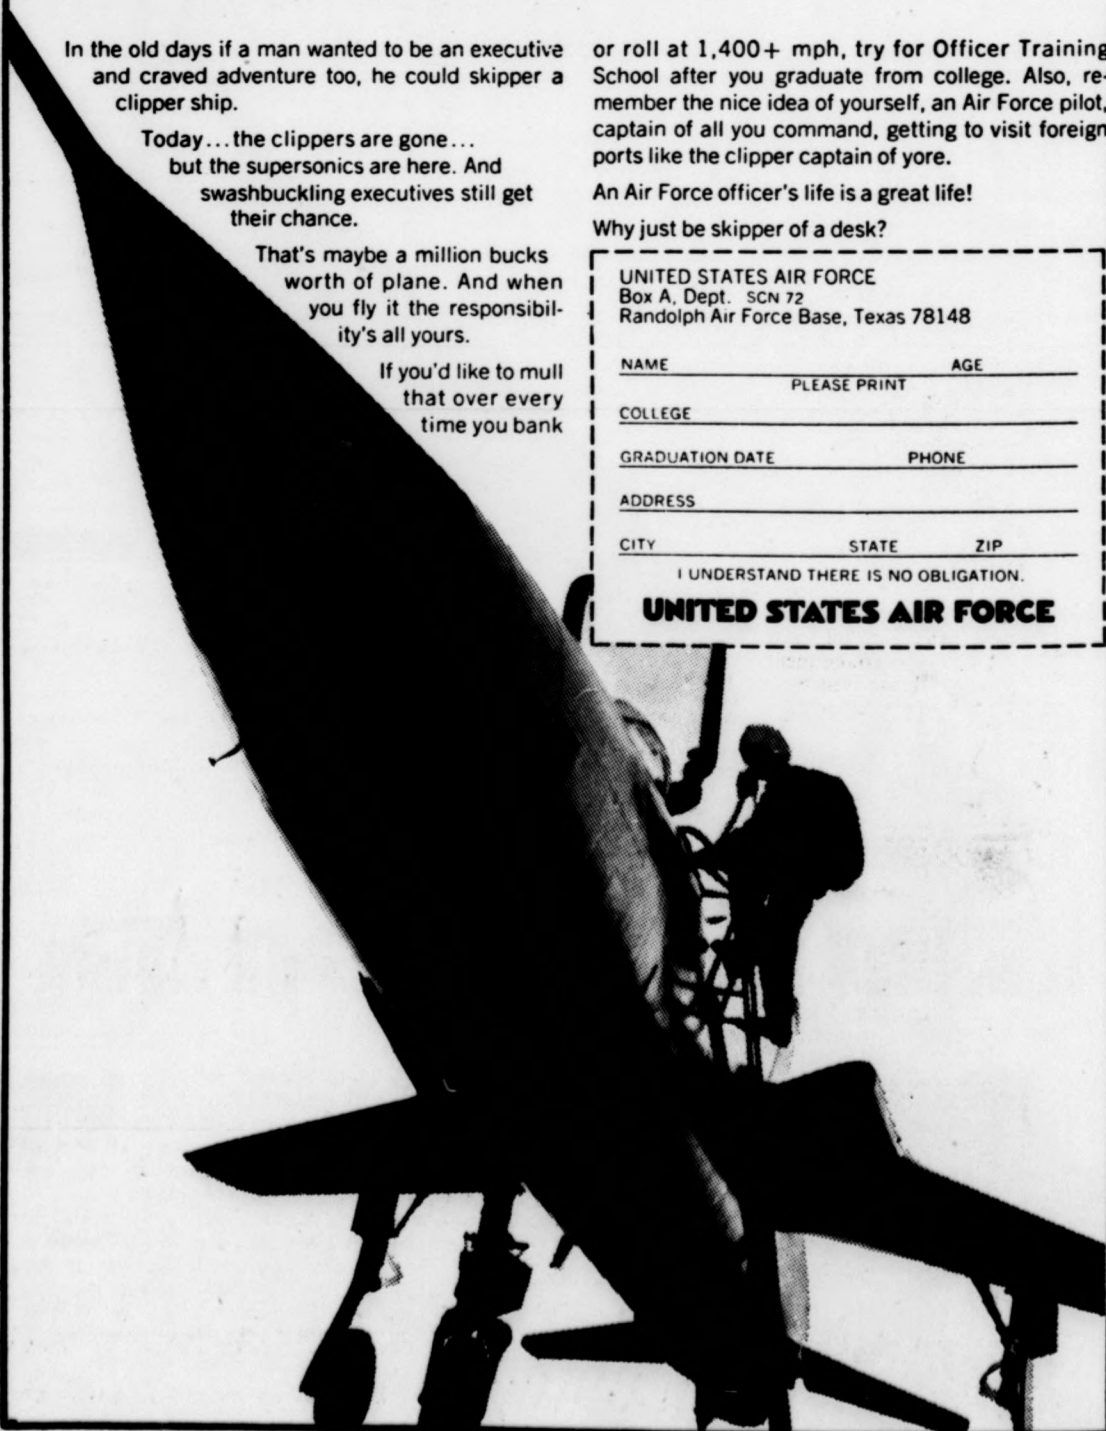 In the old days if a man wanted to be an executive
and craved adventure too, he could skipper a
clipper ship.
Today...the clippers are gone...
but the supersonics are here. And
swashbuckling executives still get
their chance.
That's maybe a million bucks
worth of plane. And when
you fly it the responsibil-
ity's all yours.
If you'd like to mull
that over every
time you bank
or roll at 1,400+ mph, try for Officer Training
School after you graduate from college. Also, re-
member the nice idea of yourself, an Air Force pilot,
captain of all you command, getting to visit foreign
ports like the clipper captain of yore.
An Air Force officer's life is a great life!
Why just be skipper of a desk?
UNITED STATES AIR FORCE
Box A, Dept. SCN 72
Randolph Air Force Base, Texas 78148
NAME AGE
PLEASE PRINT
COLLEGE
GRADUATION DATE PHONE
ADDRESS
CITY STATE ZIP
I UNDERSTAND THERE IS NO OBLIGATION.
UNITED STATES AIR FORCE